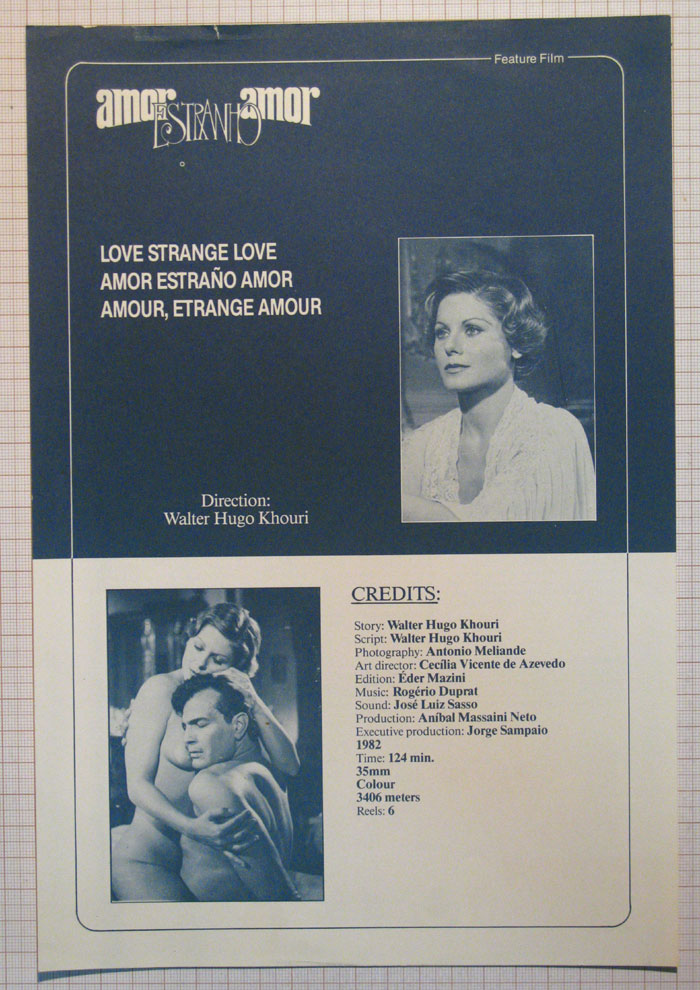 Feature Film
amor ESTRANHO amor
LOVE STRANGE LOVE
AMOR ESTRAÑO AMOR
AMOUR, ETRANGE AMOUR
Direction:
Walter Hugo Khouri
CREDITS:
Story: Walter Hugo Khouri
Script: Walter Hugo Khouri
Photography: Antonio Meliande
Art director: Cecília Vicente de Azevedo
Edition: Éder Mazini
Music: Rogério Duprat
Sound: José Luiz Sasso
Production: Aníbal Massaini Neto
Executive production: Jorge Sampaio
1982
Time: 124 min.
35mm
Colour
3406 meters
Reels: 6